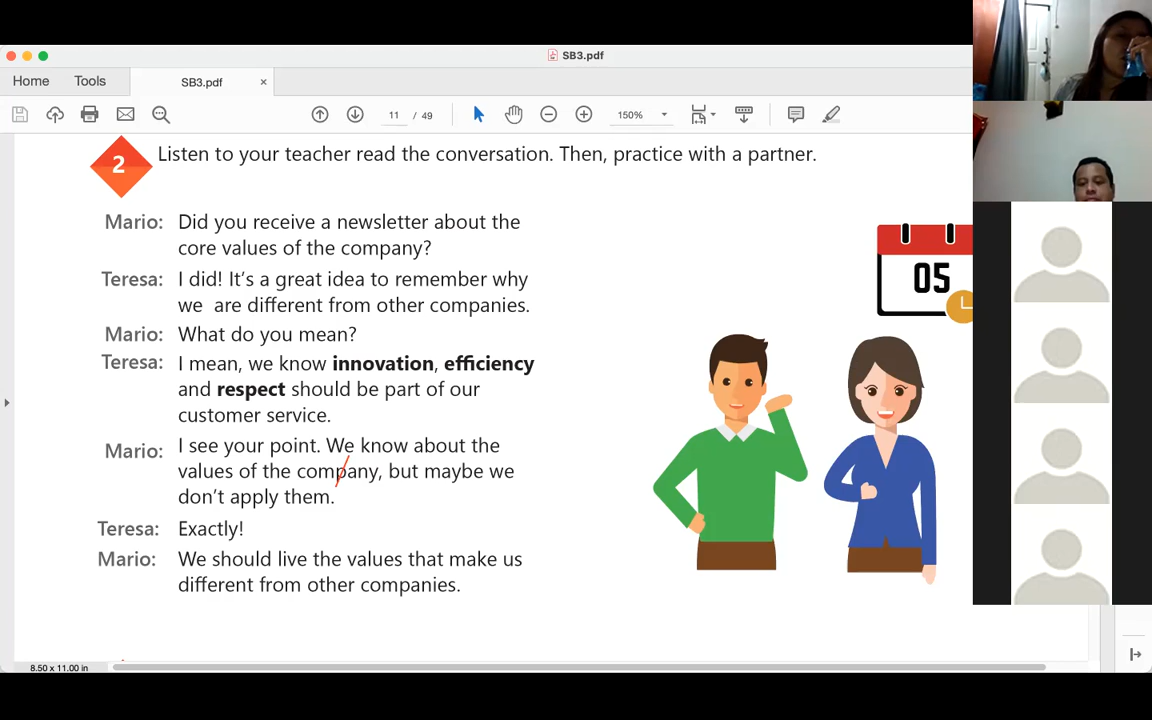 SB3.pdf
Home Tools SB3.pdf ×
11 / 49 150%
2 Listen to your teacher read the conversation. Then, practice with a partner.
Mario: Did you receive a newsletter about the
core values of the company?
Teresa: I did! It's a great idea to remember why
we are different from other companies.
Mario: What do you mean?
Teresa: I mean, we know innovation, efficiency
and respect should be part of our
customer service.
Mario: I see your point. We know about the
values of the company, but maybe we
don't apply them.
Teresa: Exactly!
Mario: We should live the values that make us
different from other companies.
05
8.50 x 11.00 in